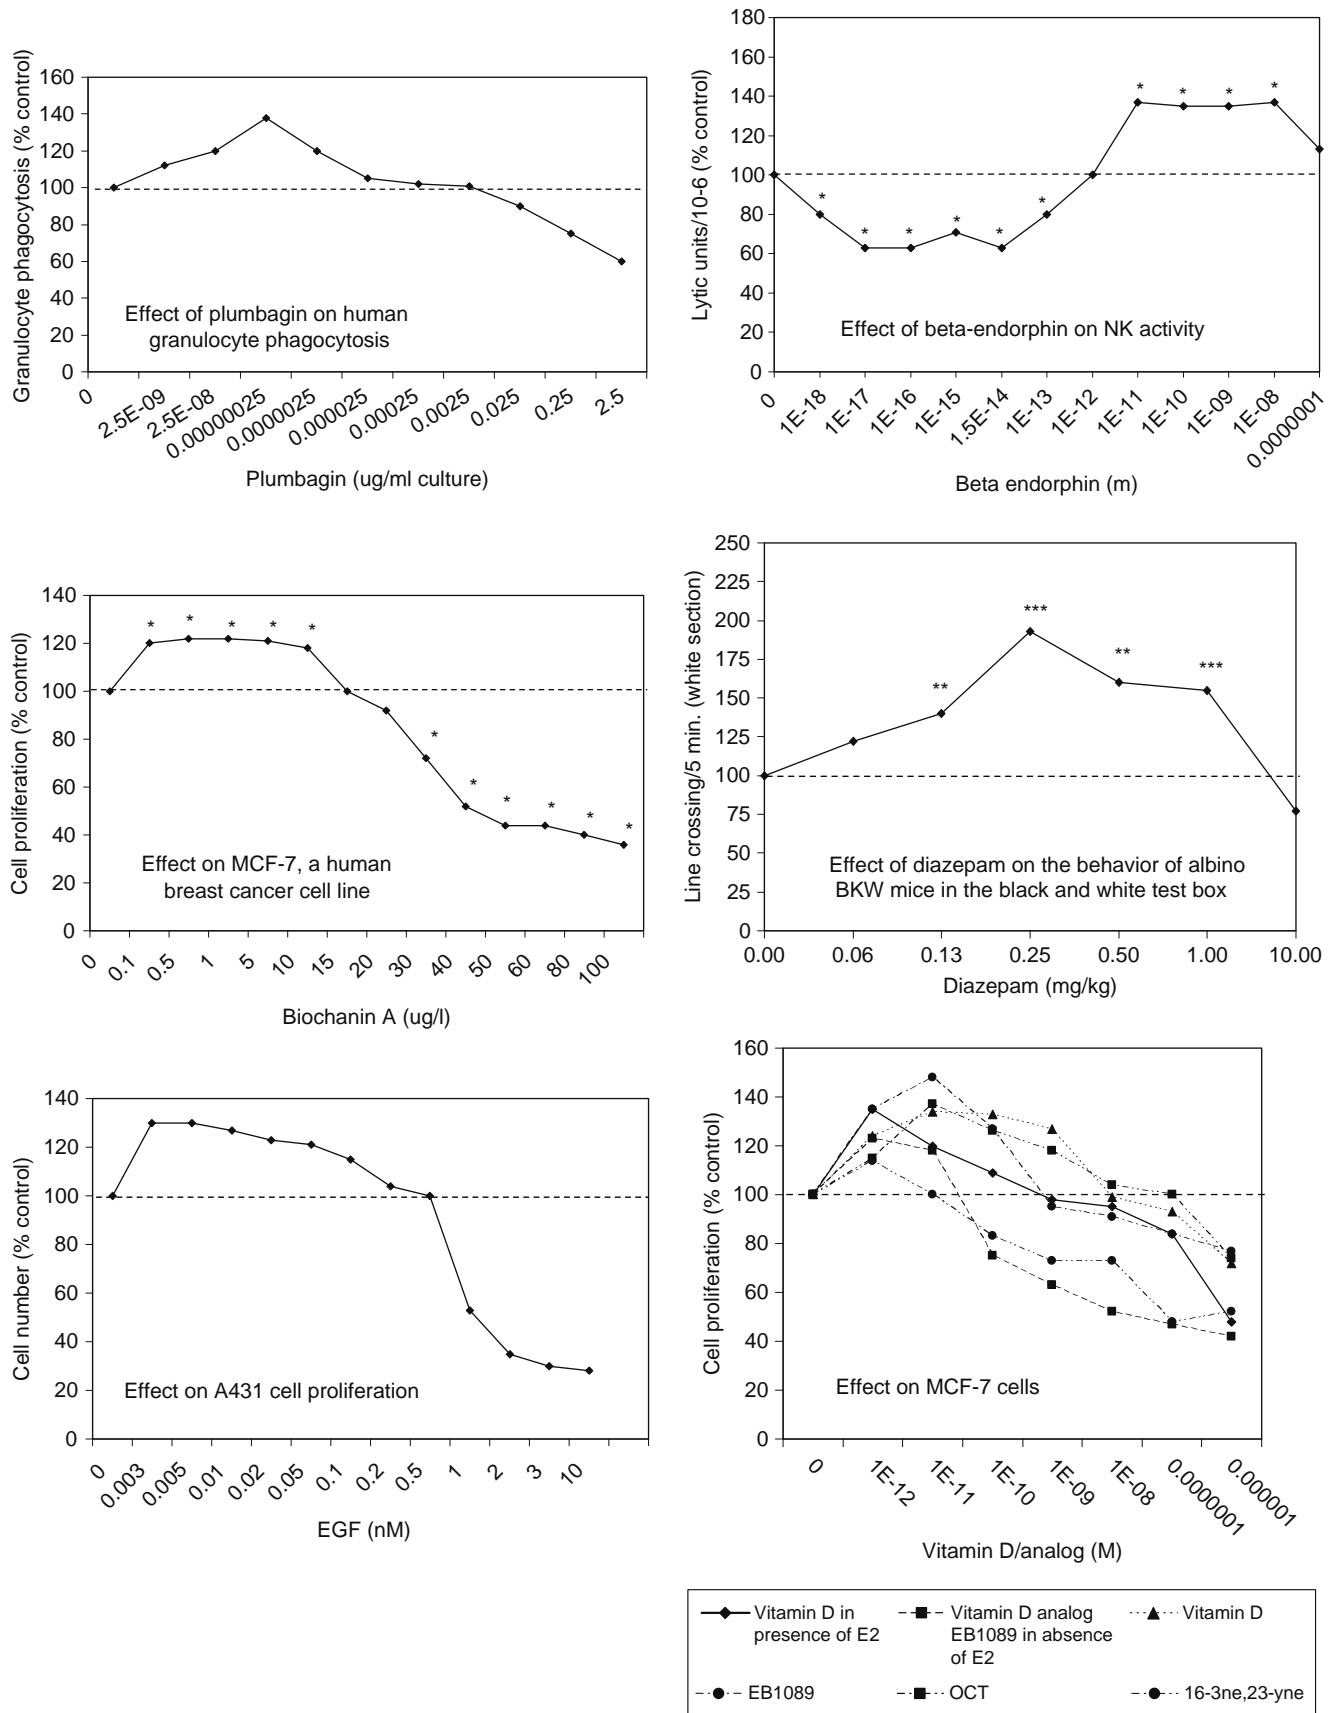 Granulocyte phagocytosis (% control)
160
140
120
100
80
60
40
20
0
Effect of plumbagin on human
granulocyte phagocytosis
0
2.5E-09
2.5E-08
0.00000025
0.0000025
0.000025
0.00025
0.0025
0.025
0.25
2.5
Plumbagin (ug/ml culture)
Lytic units/10-6 (% control)
180
160
140
120
100
80
60
40
20
0
* * * * * * * * * *
Effect of beta-endorphin on NK activity
0
1E-18
1E-17
1E-16
1E-15
1.5E-14
1E-13
1E-12
1E-11
1E-10
1E-09
1E-08
0.0000001
Beta endorphin (m)
Cell proliferation (% control)
140
120
100
80
60
40
20
0
* * * * * * * * * * *
Effect on MCF-7, a human
breast cancer cell line
0
0.1
0.5
1
5
10
15
20
30
40
50
60
80
100
Biochanin A (ug/l)
Line crossing/5 min. (white section)
250
225
200
175
150
125
100
75
50
25
0
** *** ** ***
Effect of diazepam on the behavior of albino
BKW mice in the black and white test box
0.00 0.06 0.13 0.25 0.50 1.00 10.00
Diazepam (mg/kg)
Cell number (% control)
140
120
100
80
60
40
20
0
Effect on A431 cell proliferation
0
0.003
0.005
0.01
0.02
0.05
0.1
0.2
0.5
1
2
3
10
EGF (nM)
Cell proliferation (% control)
160
140
120
100
80
60
40
20
0
Effect on MCF-7 cells
0
1E-12
1E-11
1E-10
1E-09
1E-08
0.0000001
0.000001
Vitamin D/analog (M)
Vitamin D in
presence of E2
Vitamin D analog
EB1089 in absence
of E2
Vitamin D
EB1089
OCT
16-3ne,23-yne